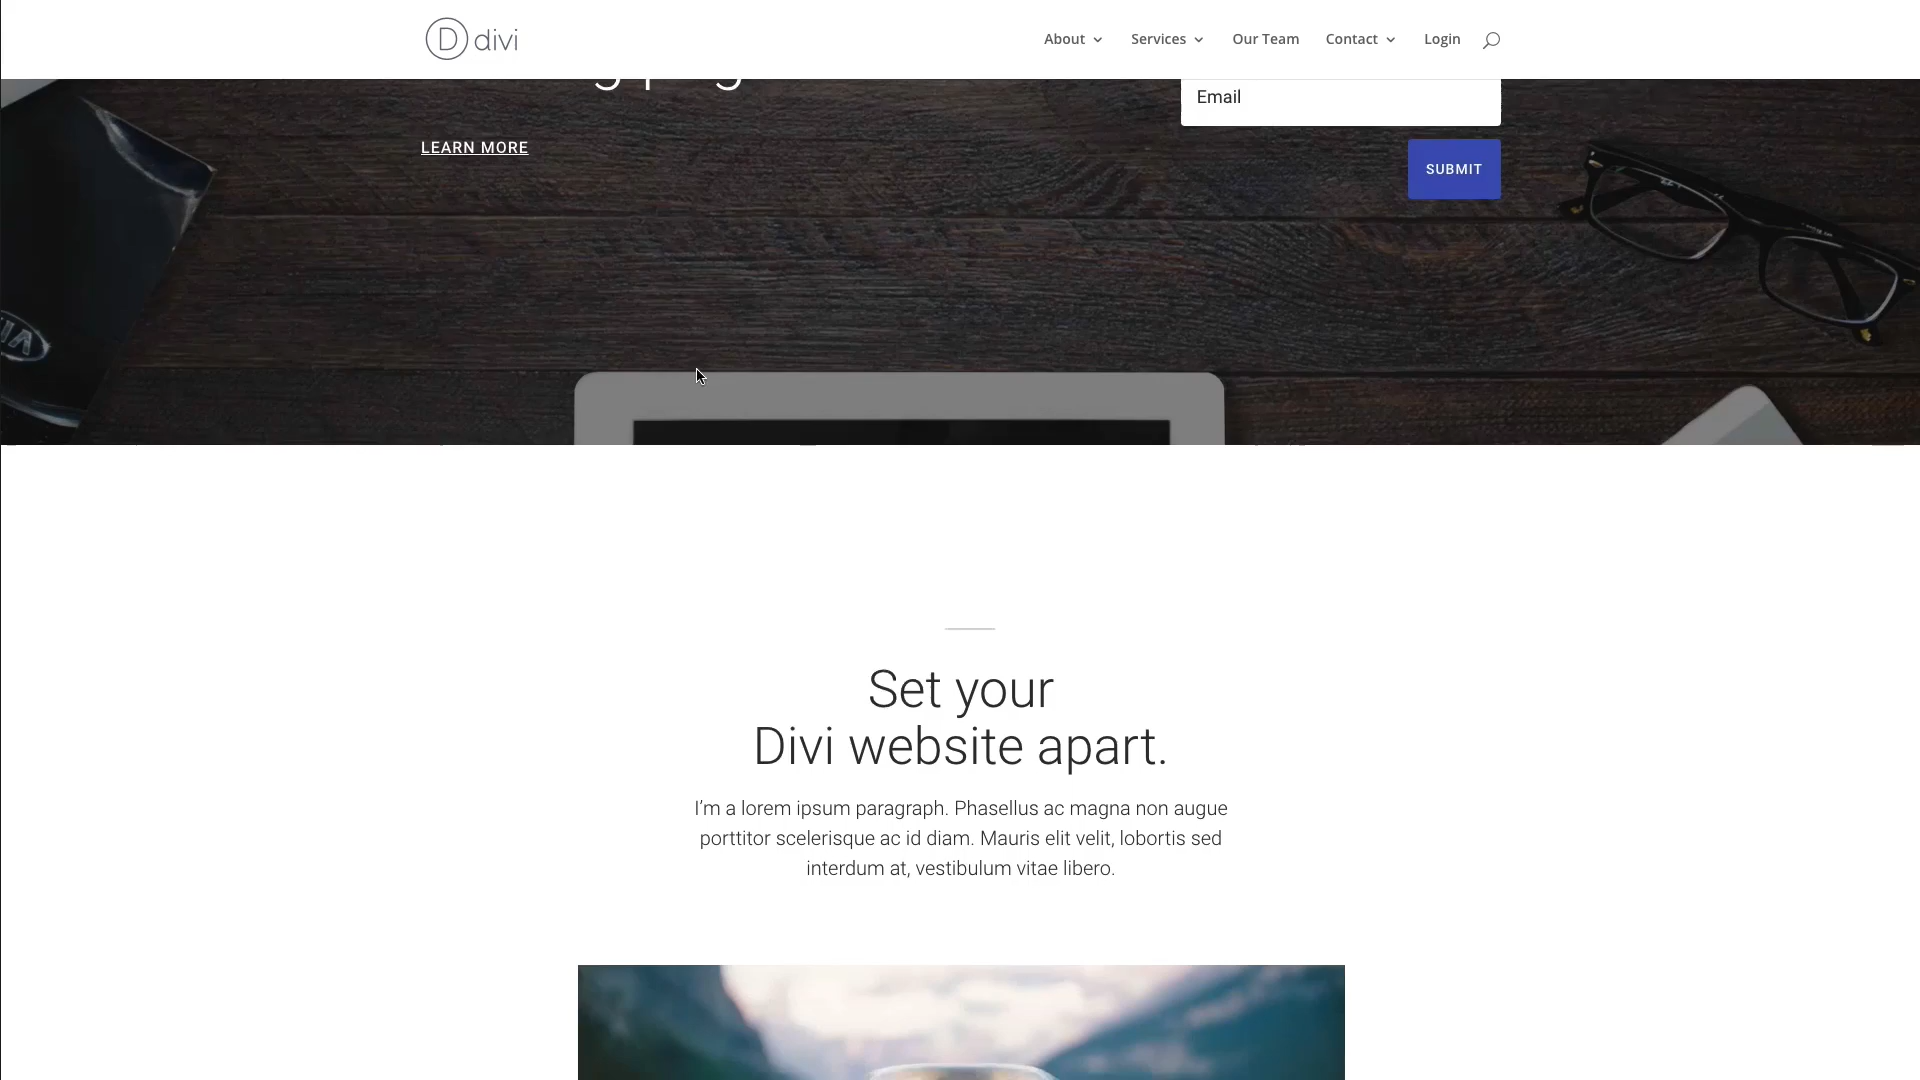 divi
About
Services
Our Team
Contact
Login
Email
LEARN MORE
SUBMIT
Set your
Divi website apart.
I'm a lorem ipsum paragraph. Phasellus ac magna non augue
porttitor scelerisque ac id diam. Mauris elit velit, lobortis sed
interdum at, vestibulum vitae libero.